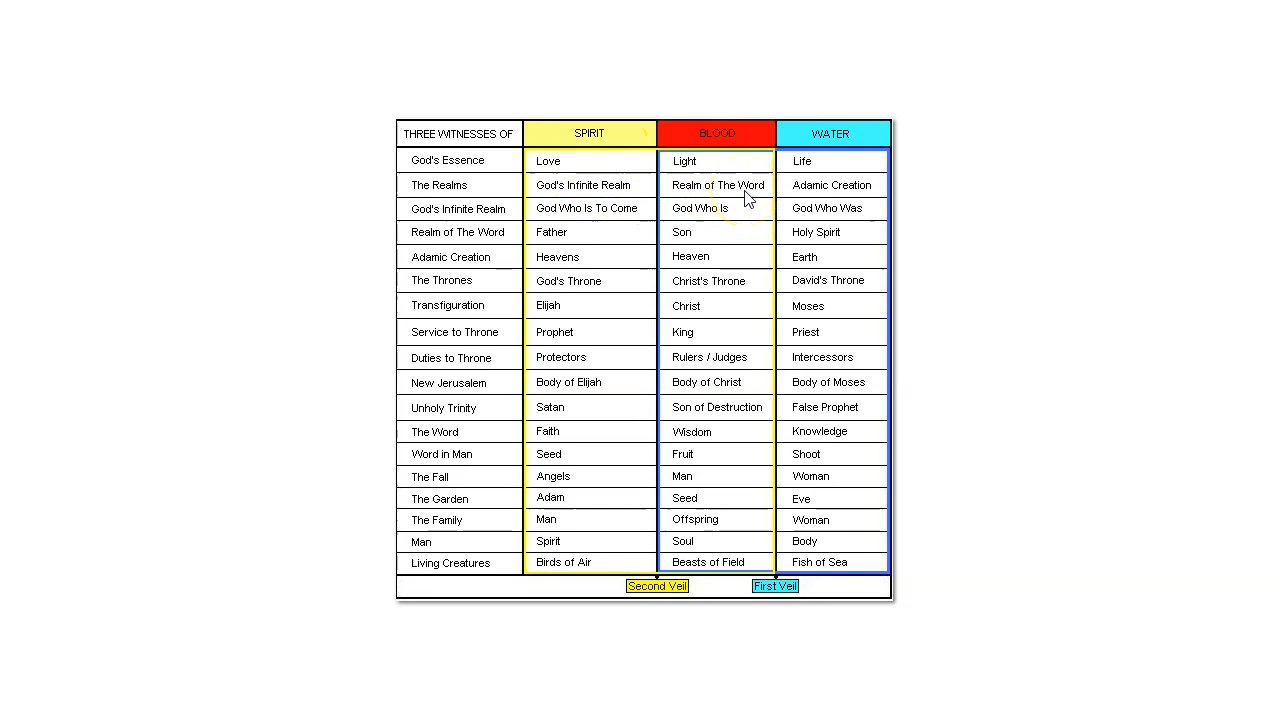 THREE WITNESSES OF SPIRIT BLOOD WATER
God's Essence Love Light Life
The Realms God's Infinite Realm Realm of The Word Adamic Creation
God's Infinite Realm God Who Is To Come God Who Is God Who Was
Realm of The Word Father Son Holy Spirit
Adamic Creation Heavens Heaven Earth
The Thrones God's Throne Christ's Throne David's Throne
Transfiguration Elijah Christ Moses
Service to Throne Prophet King Priest
Duties to Throne Protectors Rulers / Judges Intercessors
New Jerusalem Body of Elijah Body of Christ Body of Moses
Unholy Trinity Satan Son of Destruction False Prophet
The Word Faith Wisdom Knowledge
Word in Man Seed Fruit Shoot
The Fall Angels Man Woman
The Garden Adam Seed Eve
The Family Man Offspring Woman
Man Spirit Soul Body
Living Creatures Birds of Air Beasts of Field Fish of Sea
Second Veil First Veil